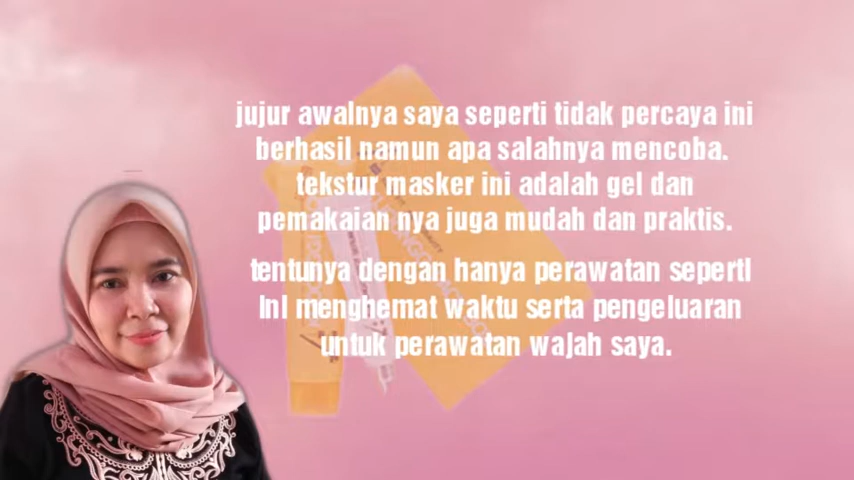 jujur awalnya saya seperti tidak percaya ini
berhasil namun apa salahnya mencoba.
tekstur masker ini adalah gel dan
pemakaian nya juga mudah dan praktis.
tentunya dengan hanya perawatan seperti
ini menghemat waktu serta pengeluaran
untuk perawatan wajah saya.